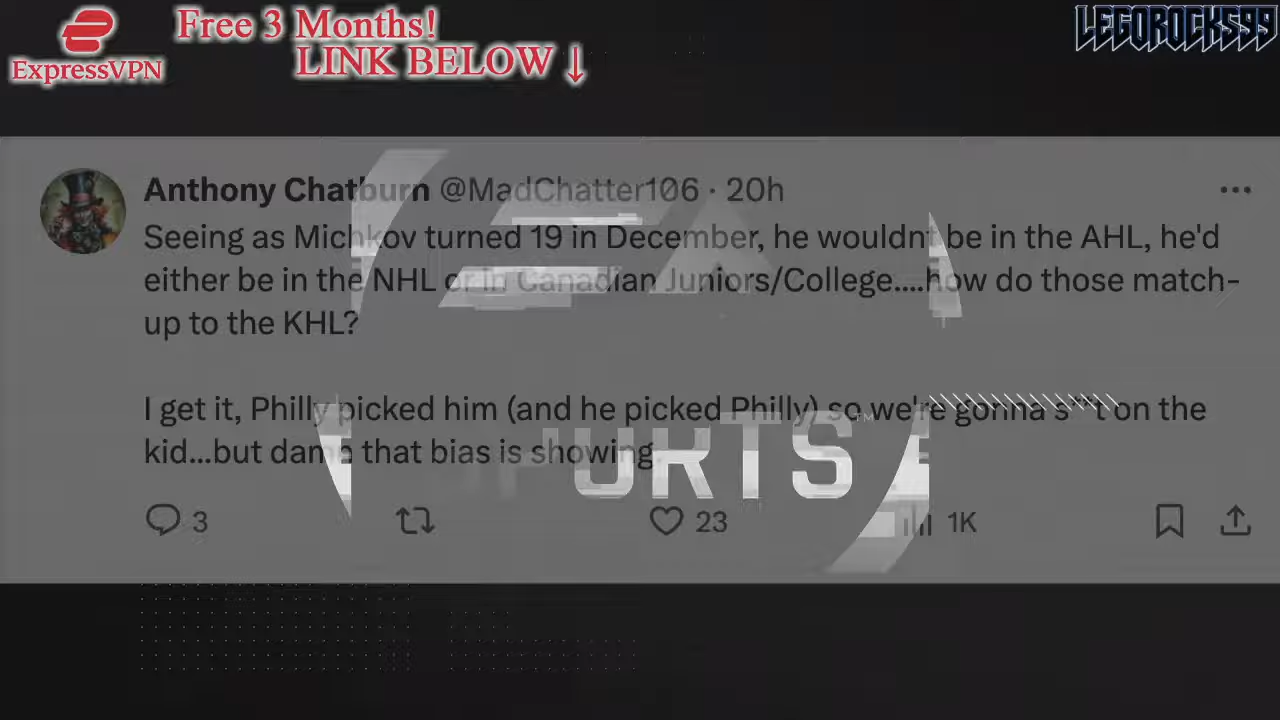 Free 3 Months!
LINK BELOW ↓
ExpressVPN
LEGOROCKS99
Anthony Chatburn @MadChatter106 · 20h
Seeing as Michkov turned 19 in December, he wouldnt be in the AHL, he'd
either be in the NHL or in Canadian Juniors/College....how do those match-
up to the KHL?
I get it, Philly picked him (and he picked Philly) so we're gonna s**t on the
kid...but damn that bias is showing.
3
23
1K
EA
SPORTS™